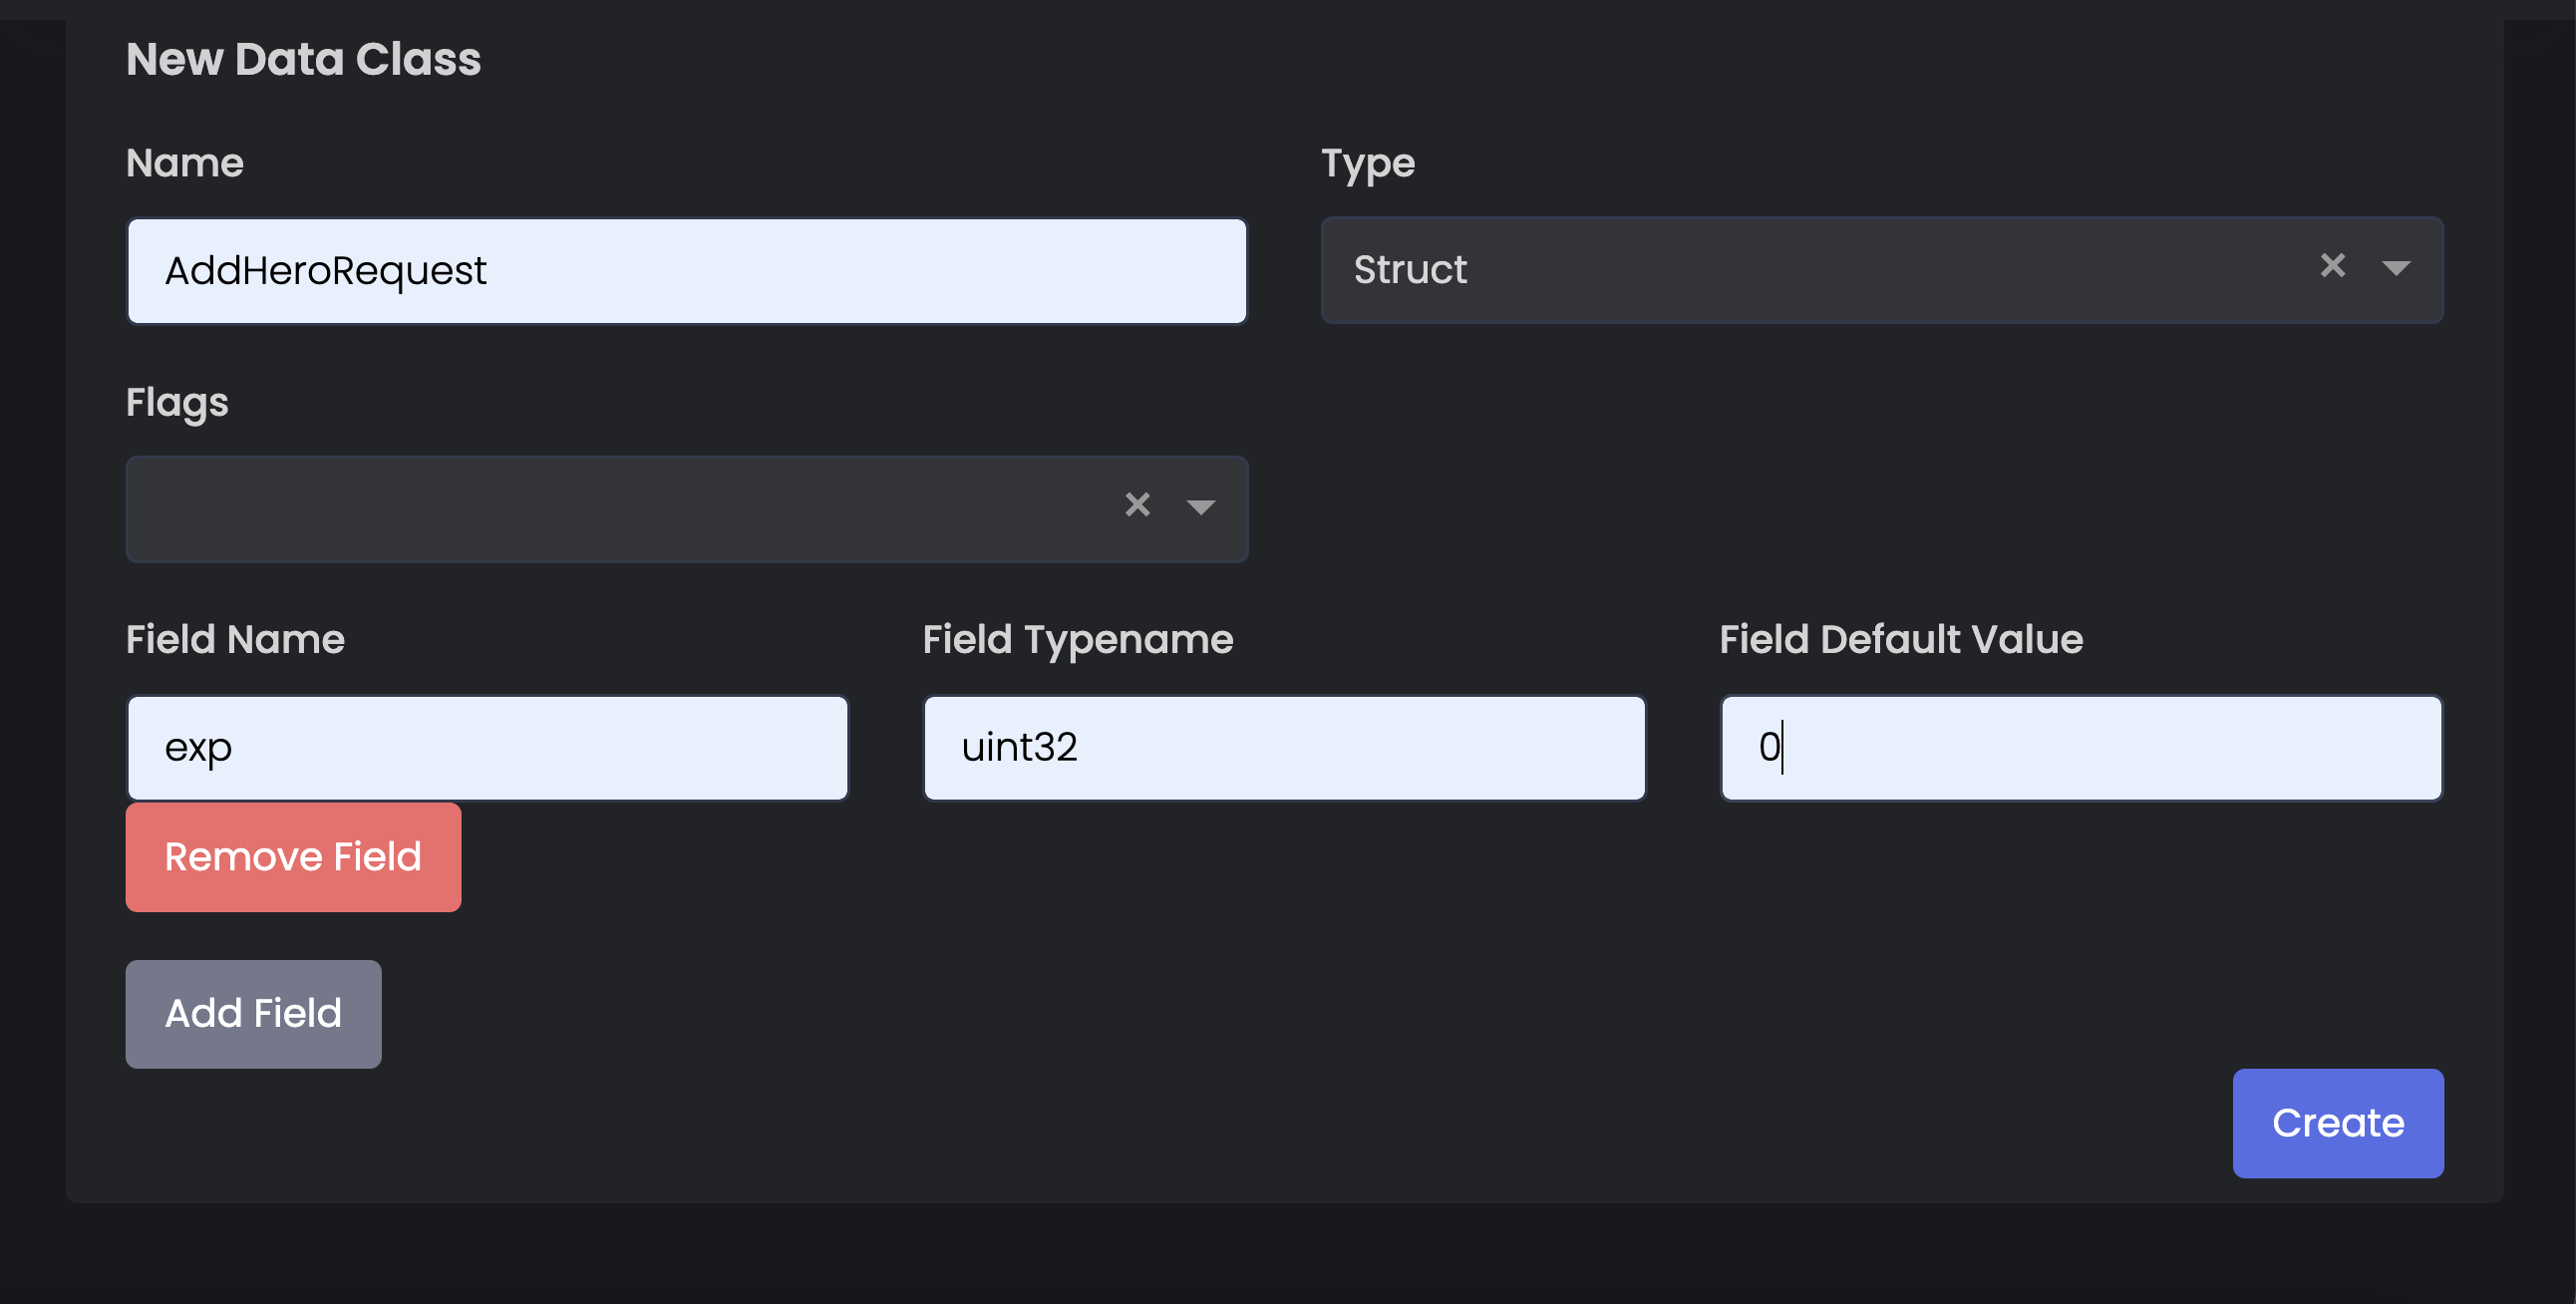 New Data Class
Name
Type
AddHeroRequest
Struct
Flags
Field Name
Field Typename
Field Default Value
exp
uint32
0
Remove Field
Add Field
Create